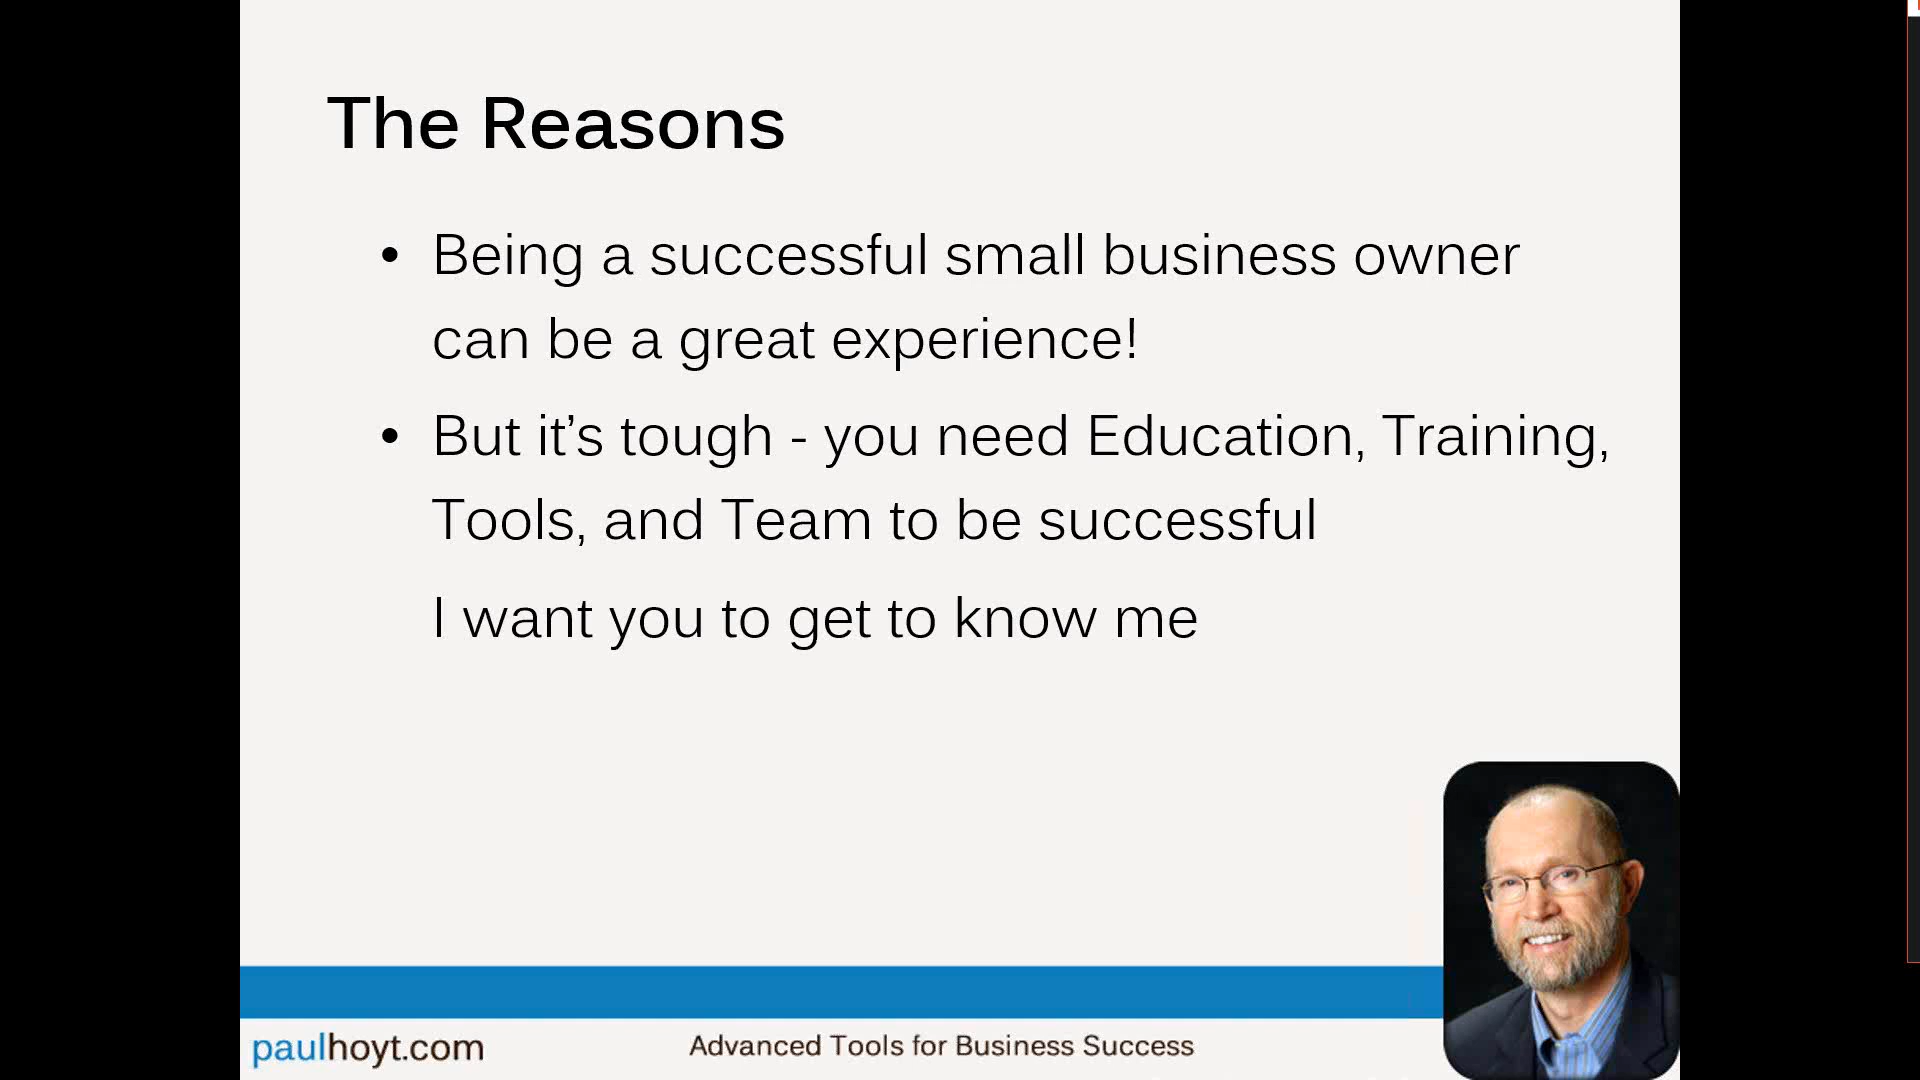 The Reasons
• Being a successful small business owner
can be a great experience!
• But it’s tough - you need Education, Training,
Tools, and Team to be successful
I want you to get to know me
paulhoyt.com
Advanced Tools for Business Success